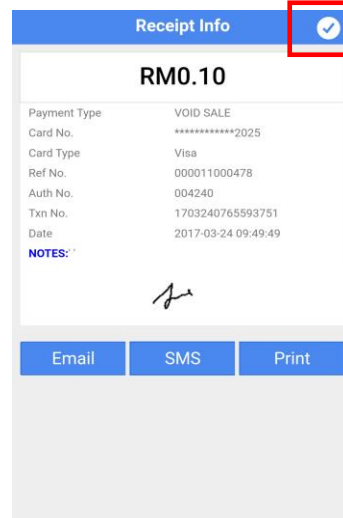 Receipt Info
RM0.10
Payment Type VOID SALE
Card No. ************2025
Card Type Visa
Ref No. 000011000478
Auth No. 004240
Txn No. 1703240765593751
Date 2017-03-24 09:49:49
NOTES:
Email SMS Print